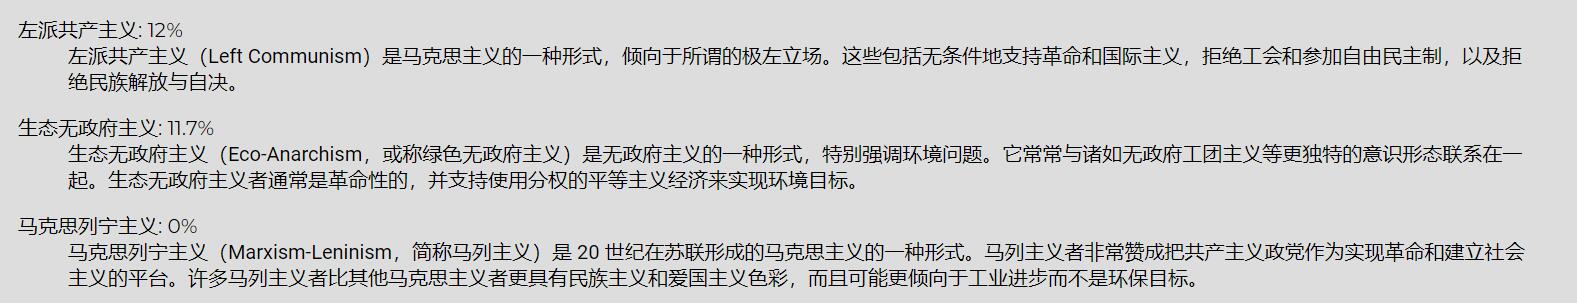 左派共产主义: 12%
左派共产主义（Left Communism）是马克思主义的一种形式，倾向于所谓的极左立场。这些包括无条件地支持革命和国际主义，拒绝工会和参加自由民主制，以及拒
绝民族解放与自决。
生态无政府主义: 11.7%
生态无政府主义（Eco-Anarchism，或称绿色无政府主义）是无政府主义的一种形式，特别强调环境问题。它常常与诸如无政府工团主义等更独特的意识形态联系在一
起。生态无政府主义者通常是革命性的，并支持使用分权的平等主义经济来实现环境目标。
马克思列宁主义: 0%
马克思列宁主义（Marxism-Leninism，简称马列主义）是 20 世纪在苏联形成的马克思主义的一种形式。马列主义者非常赞成把共产主义政党作为实现革命和建立社会
主义的平台。许多马列主义者比其他马克思主义者更具有民族主义和爱国主义色彩，而且可能更倾向于工业进步而不是环保目标。